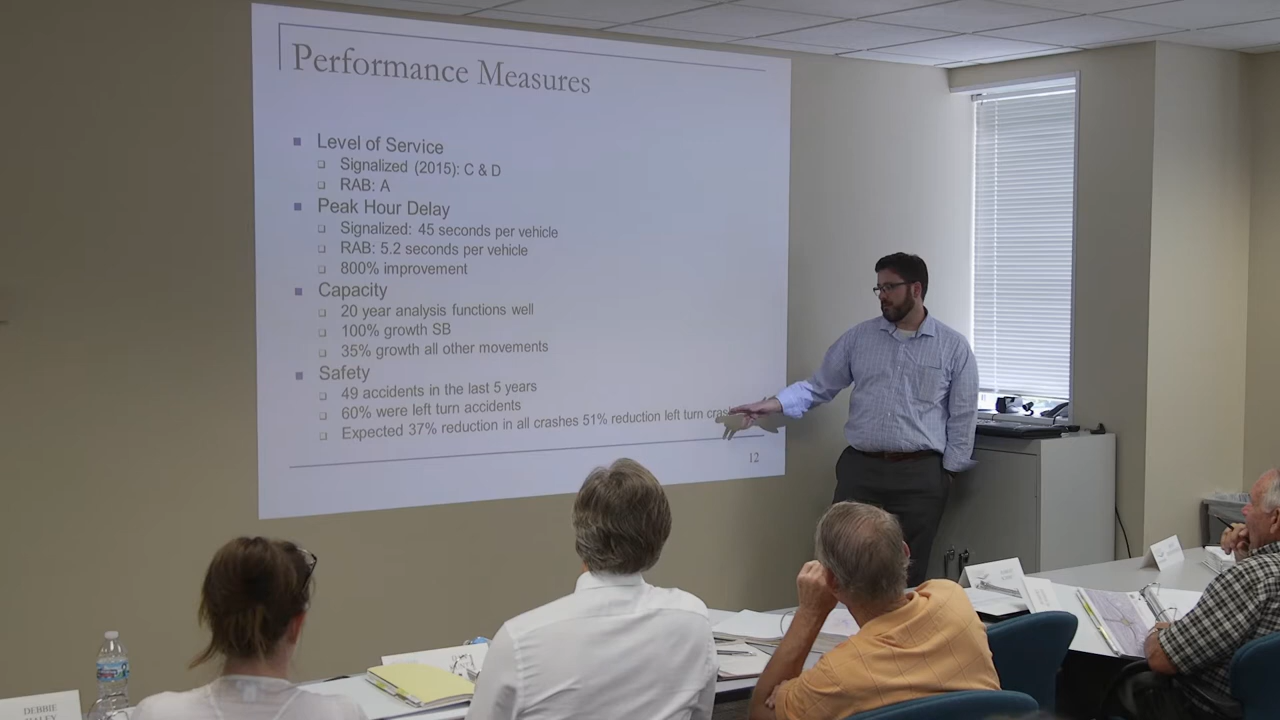 Performance Measures
Level of Service
Signalized (2015): C & D
RAB: A
Peak Hour Delay
Signalized: 45 seconds per vehicle
RAB: 5.2 seconds per vehicle
800% improvement
Capacity
20 year analysis functions well
100% growth SB
35% growth all other movements
Safety
49 accidents in the last 5 years
60% were left turn accidents
Expected 37% reduction in all crashes 51% reduction left turn
12
DEBBIE